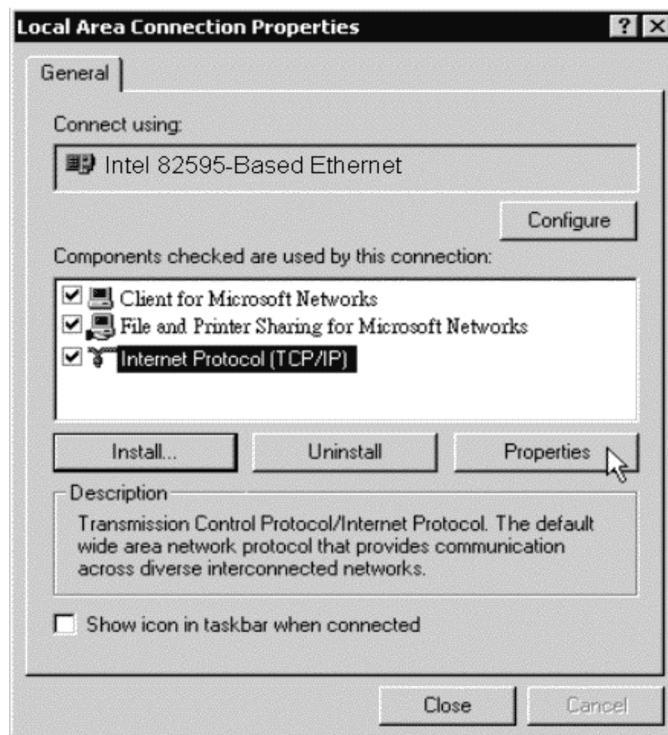 Local Area Connection Properties
General
Connect using:
Intel 82595-Based Ethernet
Configure
Components checked are used by this connection:
Client for Microsoft Networks
File and Printer Sharing for Microsoft Networks
Internet Protocol (TCP/IP)
Install... Uninstall Properties
Description
Transmission Control Protocol/Internet Protocol. The default
wide area network protocol that provides communication
across diverse interconnected networks.
Show icon in taskbar when connected
Close Cancel